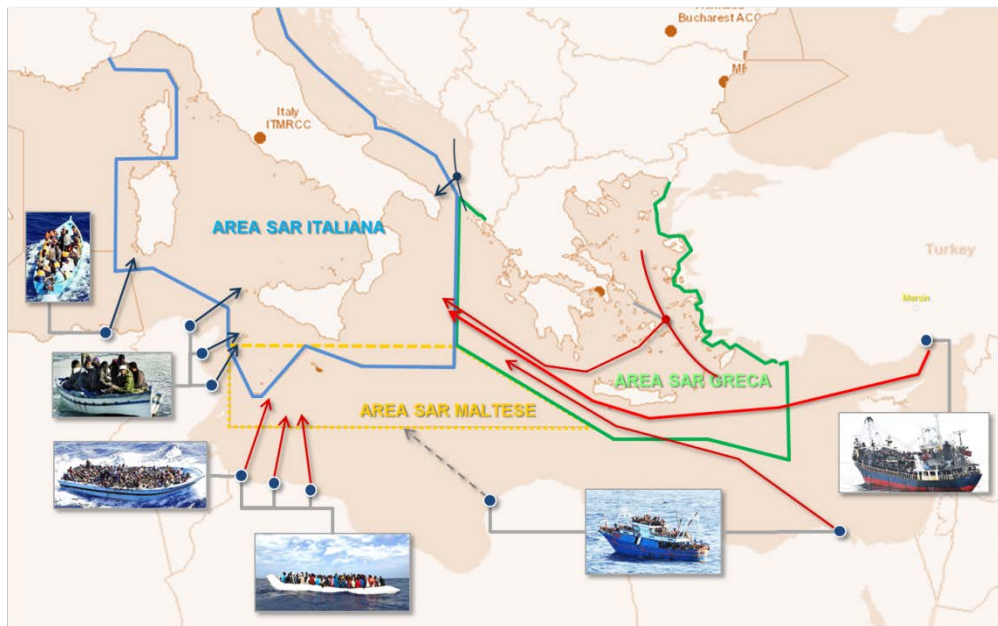 Bucharest ACC
Italy
ITMRCC
AREA SAR ITALIANA
Turkey
Mersin
AREA SAR GRECA
AREA SAR MALTESE